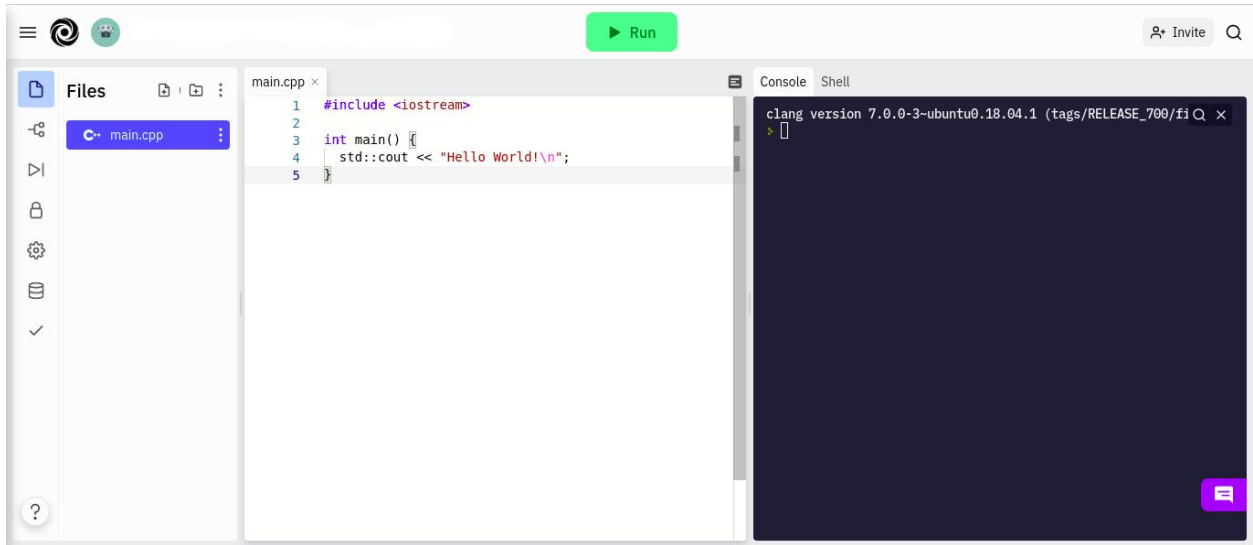 Run
Invite
Files
C++ main.cpp
main.cpp ×
1 #include <iostream>
2
3 int main() {
4 std::cout << "Hello World!\n";
5 }
Console Shell
clang version 7.0.0-3~ubuntu0.18.04.1 (tags/RELEASE_700/fi
> 
?